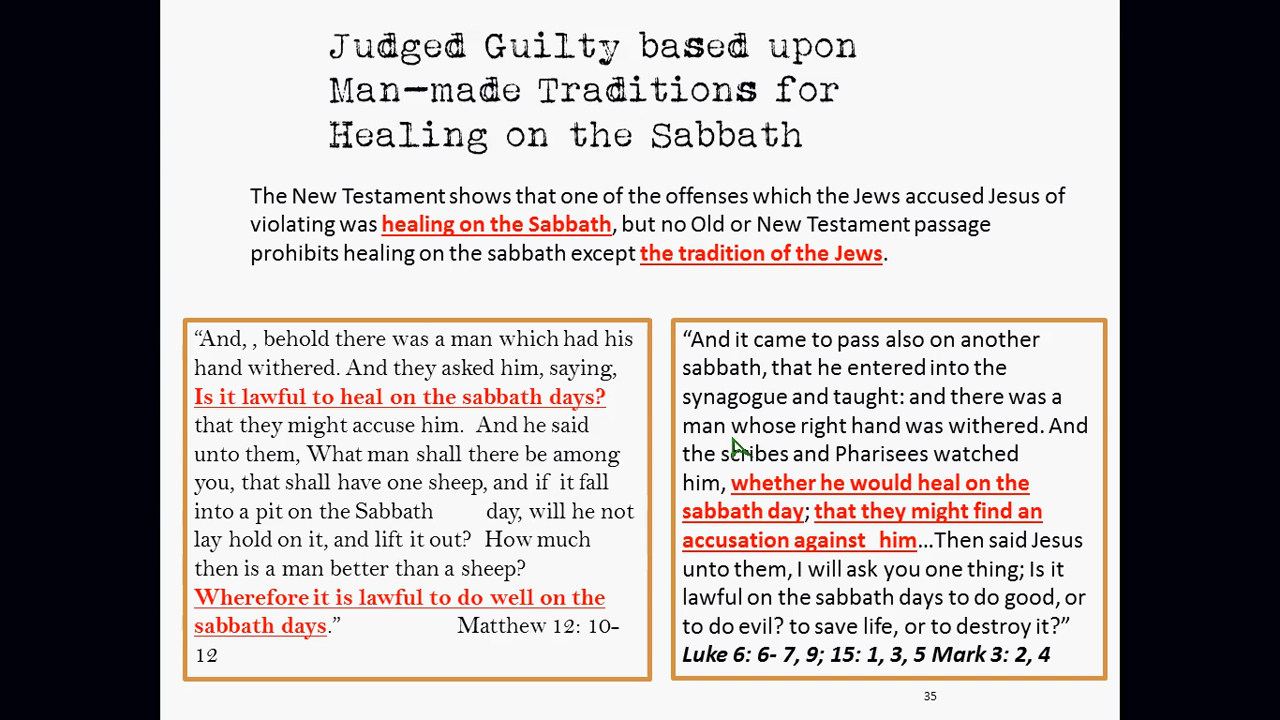 Judged Guilty based upon
Man-made Traditions for
Healing on the Sabbath
The New Testament shows that one of the offenses which the Jews accused Jesus of
violating was healing on the Sabbath, but no Old or New Testament passage
prohibits healing on the sabbath except the tradition of the Jews.
“And, , behold there was a man which had his
hand withered. And they asked him, saying,
Is it lawful to heal on the sabbath days?
that they might accuse him. And he said
unto them, What man shall there be among
you, that shall have one sheep, and if it fall
into a pit on the Sabbath day, will he not
lay hold on it, and lift it out? How much
then is a man better than a sheep?
Wherefore it is lawful to do well on the
sabbath days.” Matthew 12: 10-
12
“And it came to pass also on another
sabbath, that he entered into the
synagogue and taught: and there was a
man whose right hand was withered. And
the scribes and Pharisees watched
him, whether he would heal on the
sabbath day; that they might find an
accusation against him…Then said Jesus
unto them, I will ask you one thing; Is it
lawful on the sabbath days to do good, or
to do evil? to save life, or to destroy it?”
Luke 6: 6- 7, 9; 15: 1, 3, 5 Mark 3: 2, 4
35